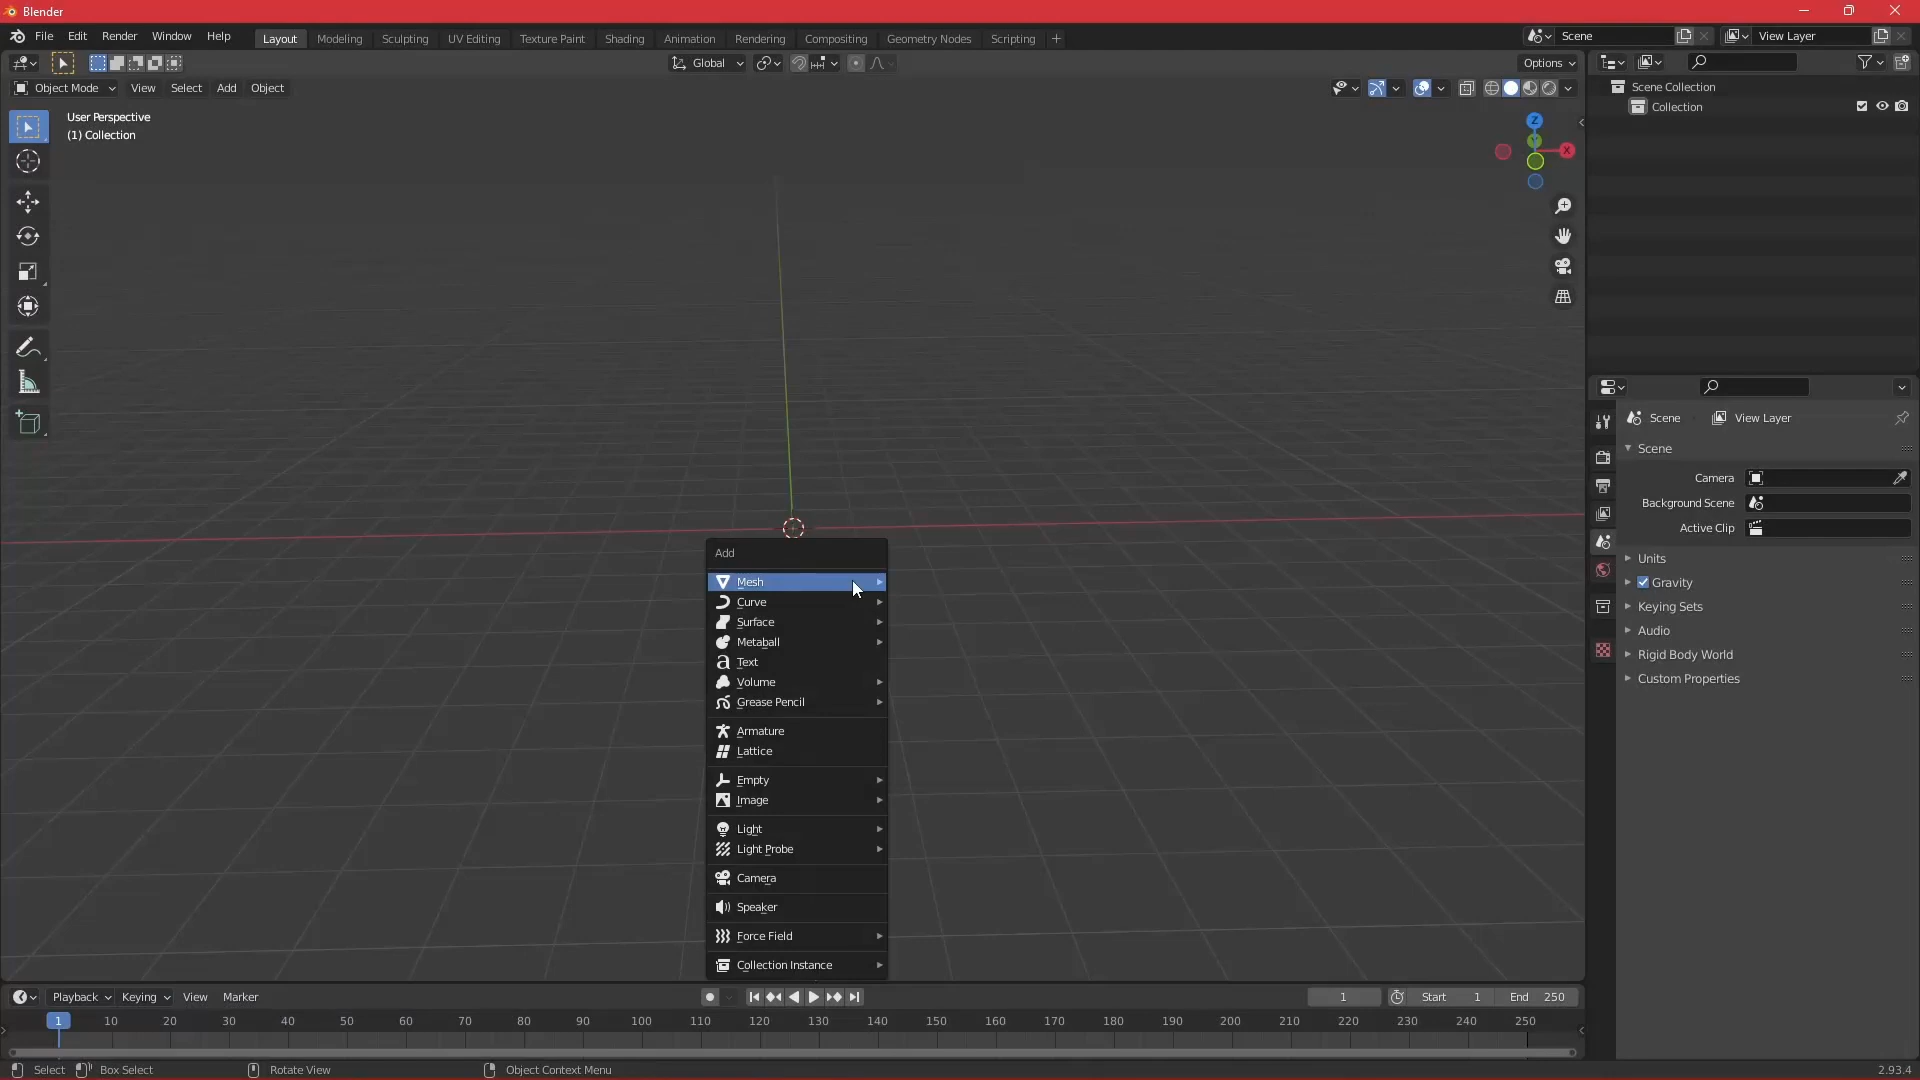 Blender
File Edit Render Window Help
Layout Modeling Sculpting UV Editing Texture Paint Shading Animation Rendering Compositing Geometry Nodes Scripting +
Scene
View Layer
Global
Options
Object Mode View Select Add Object
User Perspective
(1) Collection
Z
X
Scene Collection
Collection
Scene View Layer
Scene
Camera
Background Scene
Active Clip
Units
Gravity
Keying Sets
Audio
Rigid Body World
Custom Properties
Add
Mesh
Curve
Surface
Metaball
Text
Volume
Grease Pencil
Armature
Lattice
Empty
Image
Light
Light Probe
Camera
Speaker
Force Field
Collection Instance
Playback Keying View Marker
1 Start 1 End 250
1 10 20 30 40 50 60 70 80 90 100 110 120 130 140 150 160 170 180 190 200 210 220 230 240 250
Select Box Select Rotate View Object Context Menu 2.93.4